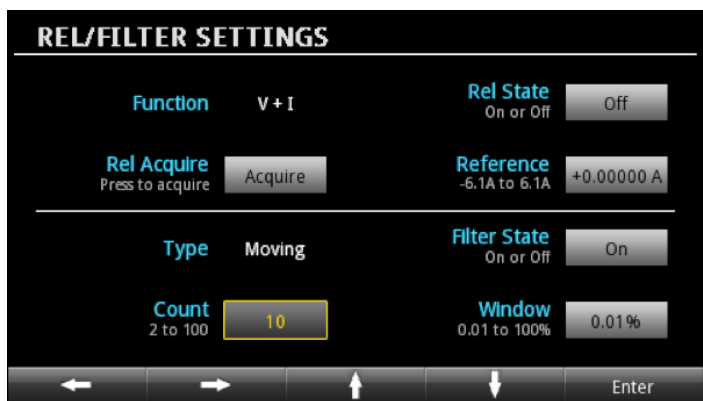 REL/FILTER SETTINGS
Function V + I
Rel State
On or Off
Off
Rel Acquire
Press to acquire
Acquire
Reference
-6.1A to 6.1A
+0.00000 A
Type Moving
Filter State
On or Off
On
Count
2 to 100
10
Window
0.01 to 100%
0.01%
Enter